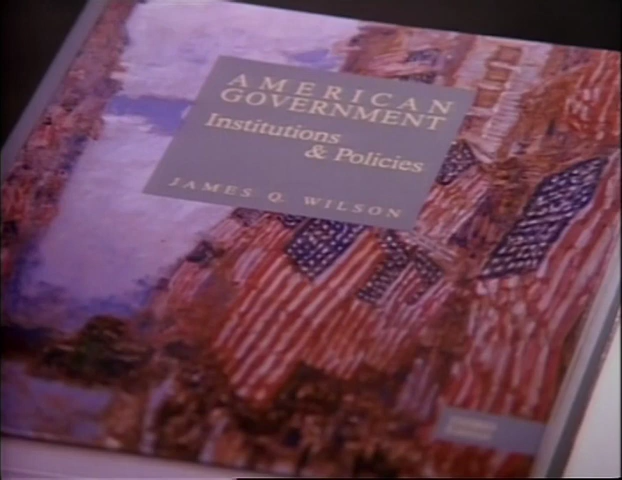 AMERICAN
GOVERNMENT
Institutions
& Policies
JAMES Q. WILSON